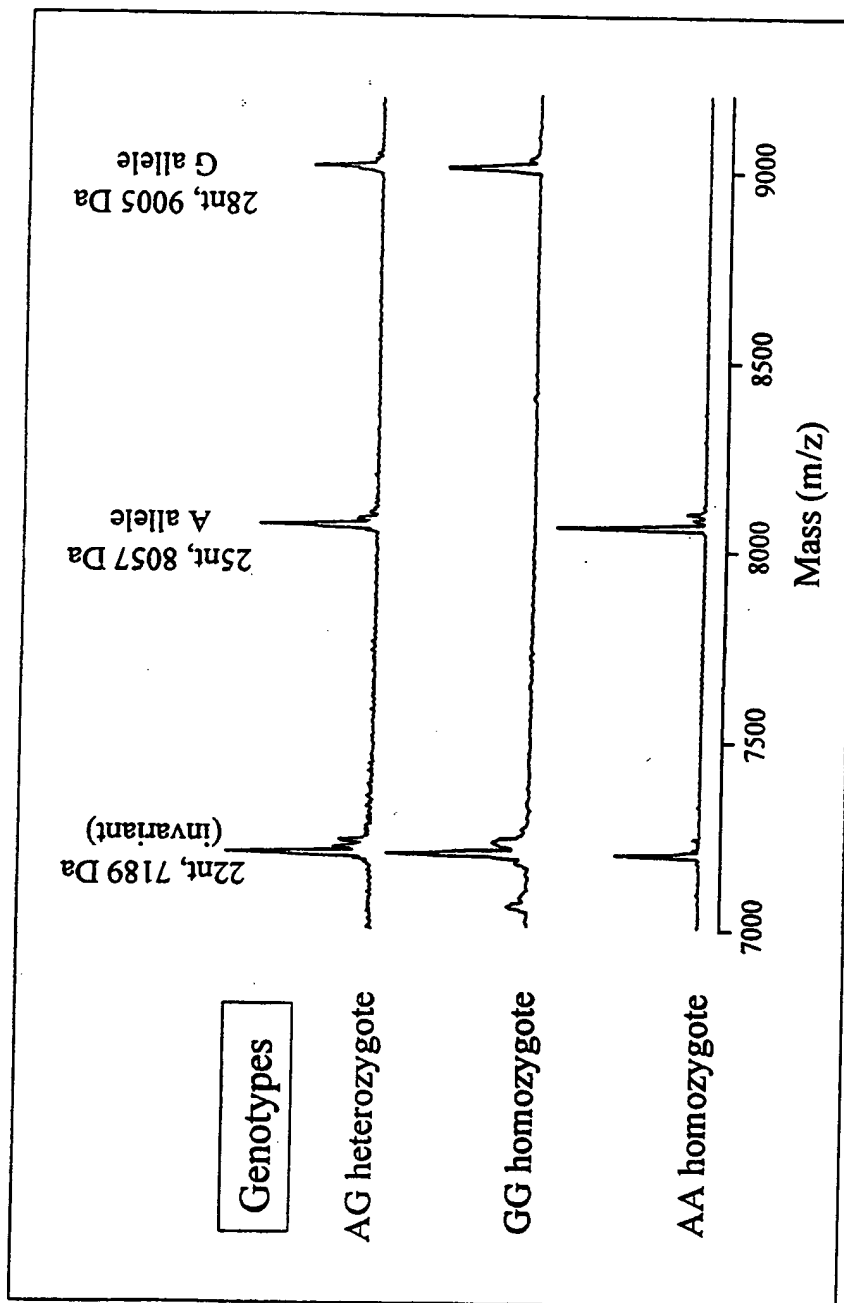 22nt, 7189 Da
(invariant)
25nt, 8057 Da
A allele
28nt, 9005 Da
G allele
Genotypes
AG heterozygote
GG homozygote
AA homozygote
7000
7500
8000
8500
9000
Mass (m/z)